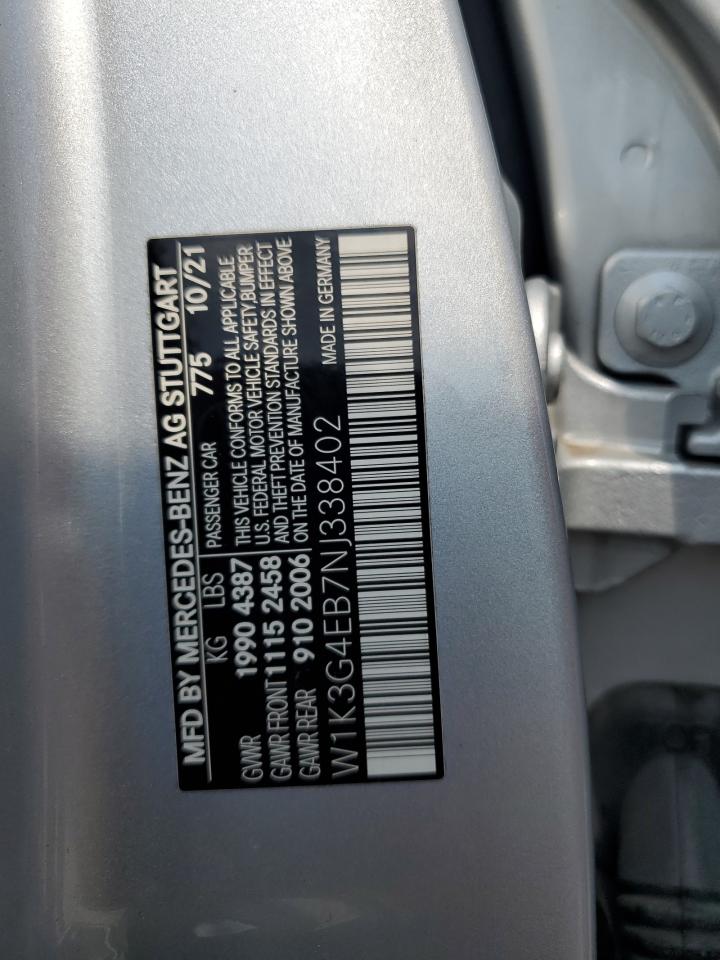 MFD BY MERCEDES-BENZ AG STUTTGART
KG LBS PASSENGER CAR 775 10/21
GVWR 1990 4387 THIS VEHICLE CONFORMS TO ALL APPLICABLE
U.S. FEDERAL MOTOR VEHICLE SAFETY,BUMPER
GAWR FRONT 1115 2458 AND THEFT PREVENTION STANDARDS IN EFFECT
GAWR REAR 910 2006 ON THE DATE OF MANUFACTURE SHOWN ABOVE
W1K3G4EB7NJ338402 MADE IN GERMANY